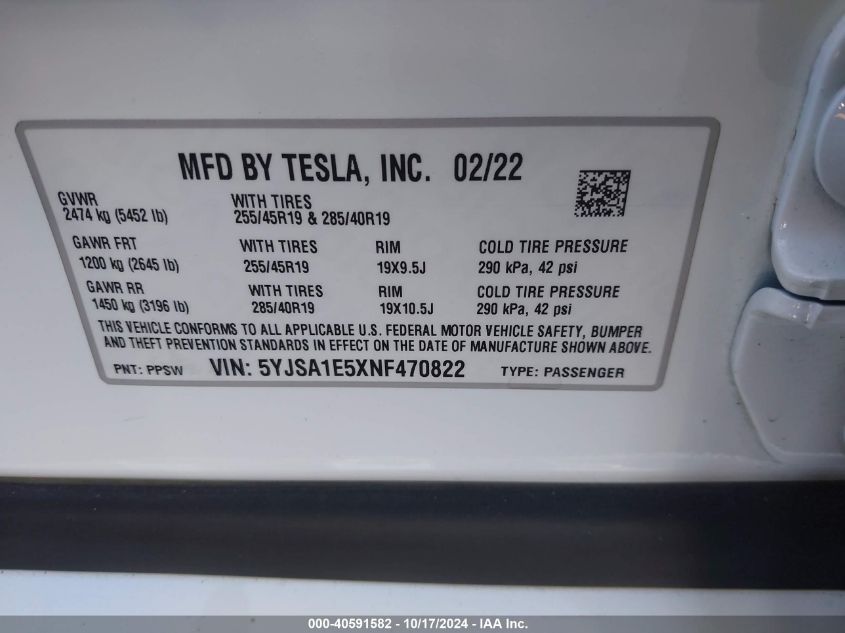 MFD BY TESLA, INC. 02/22
GVWR WITH TIRES
2474 kg (5452 lb) 255/45R19 & 285/40R19
GAWR FRT WITH TIRES RIM COLD TIRE PRESSURE
1200 kg (2645 lb) 255/45R19 19X9.5J 290 kPa, 42 psi
GAWR RR WITH TIRES RIM COLD TIRE PRESSURE
1450 kg (3196 lb) 285/40R19 19X10.5J 290 kPa, 42 psi
THIS VEHICLE CONFORMS TO ALL APPLICABLE U.S. FEDERAL MOTOR VEHICLE SAFETY, BUMPER
AND THEFT PREVENTION STANDARDS IN EFFECT ON THE DATE OF MANUFACTURE SHOWN ABOVE.
PNT: PPSW VIN: 5YJSA1E5XNF470822 TYPE: PASSENGER
000-40591582 - 10/17/2024 - IAA Inc.